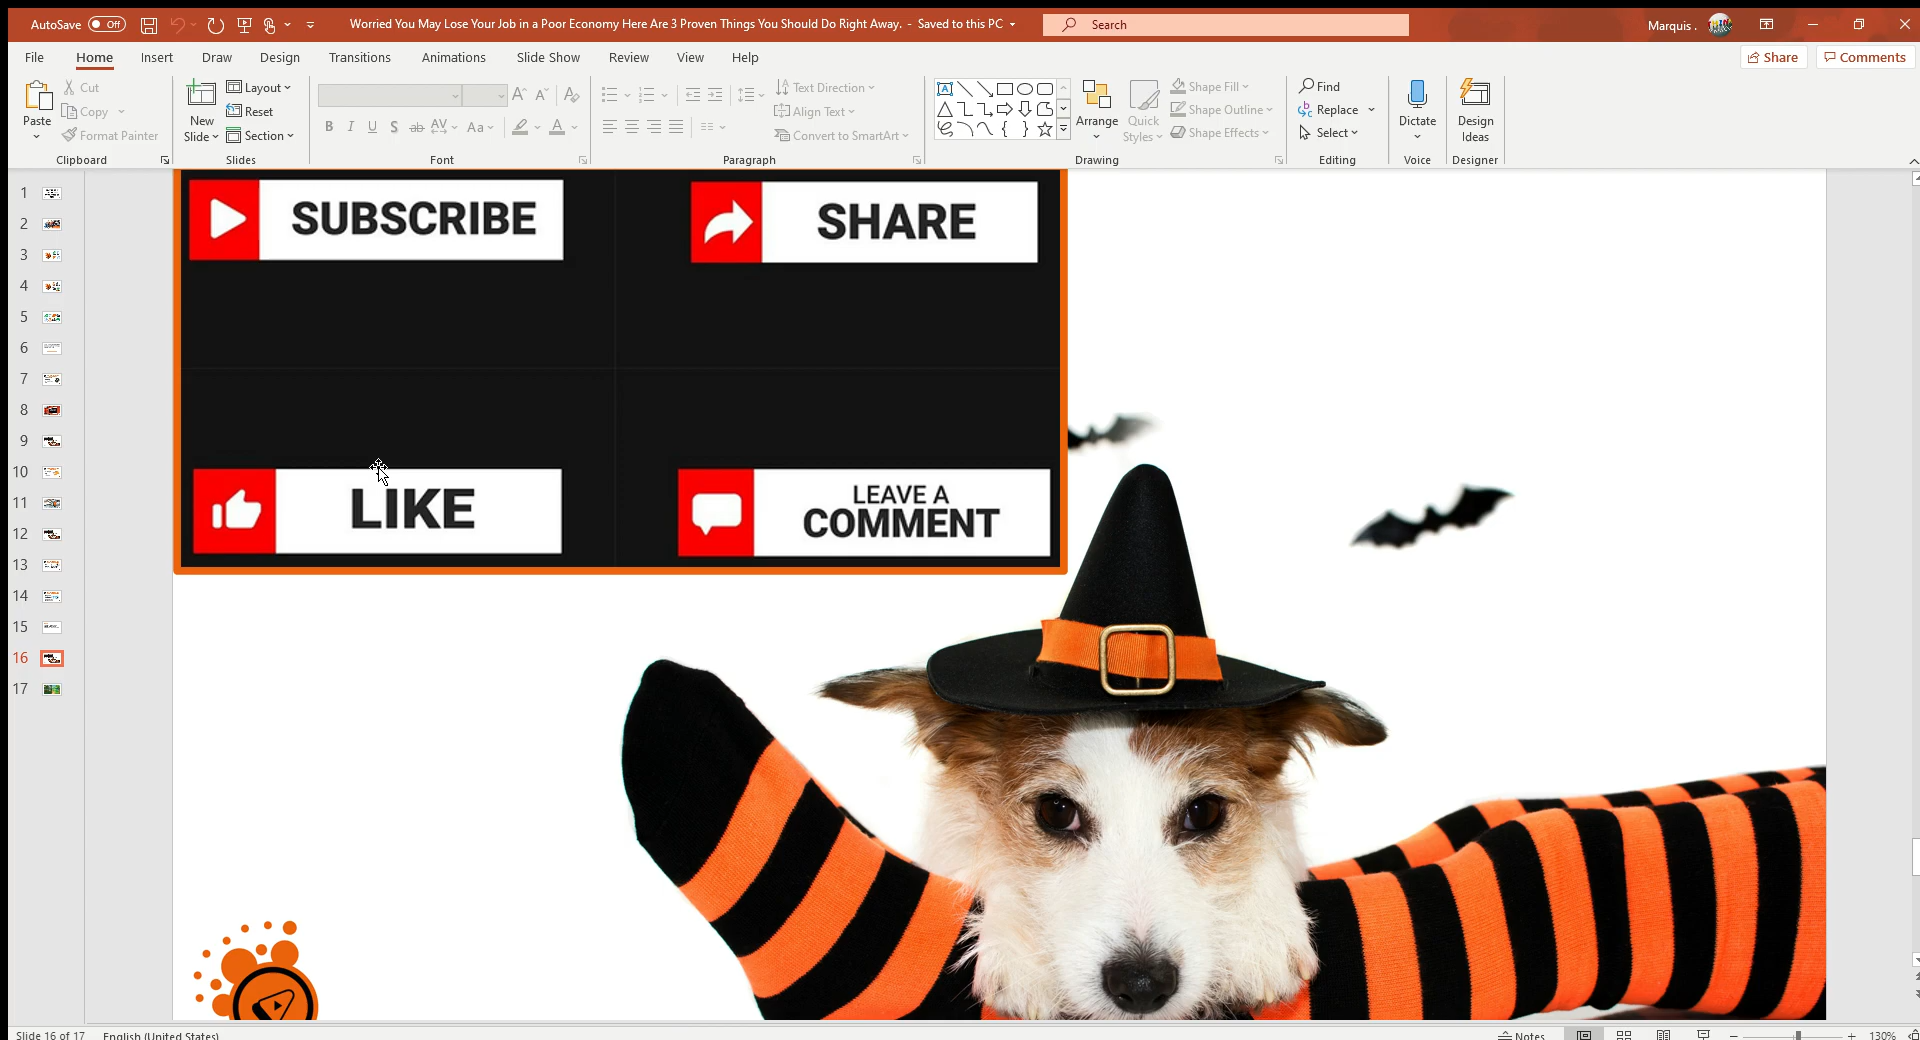 AutoSave Off Worried You May Lose Your Job in a Poor Economy Here Are 3 Proven Things You Should Do Right Away. - Saved to this PC Search Marquis .
File Home Insert Draw Design Transitions Animations Slide Show Review View Help Share Comments
Paste Cut Copy Format Painter Clipboard
New Slide Layout Reset Section Slides
B I U S ab AV Aa A A A A Font
Text Direction Align Text Convert to SmartArt Paragraph
A Arrange Quick Styles Shape Fill Shape Outline Shape Effects Drawing
Find Replace Select Editing
Dictate Voice
Design Ideas Designer
1
2
3
4
5
6
7
8
9
10
11
12
13
14
15
16
17
SUBSCRIBE SHARE
LIKE LEAVE A
COMMENT
Slide 16 of 17 English (United States) Notes 130%